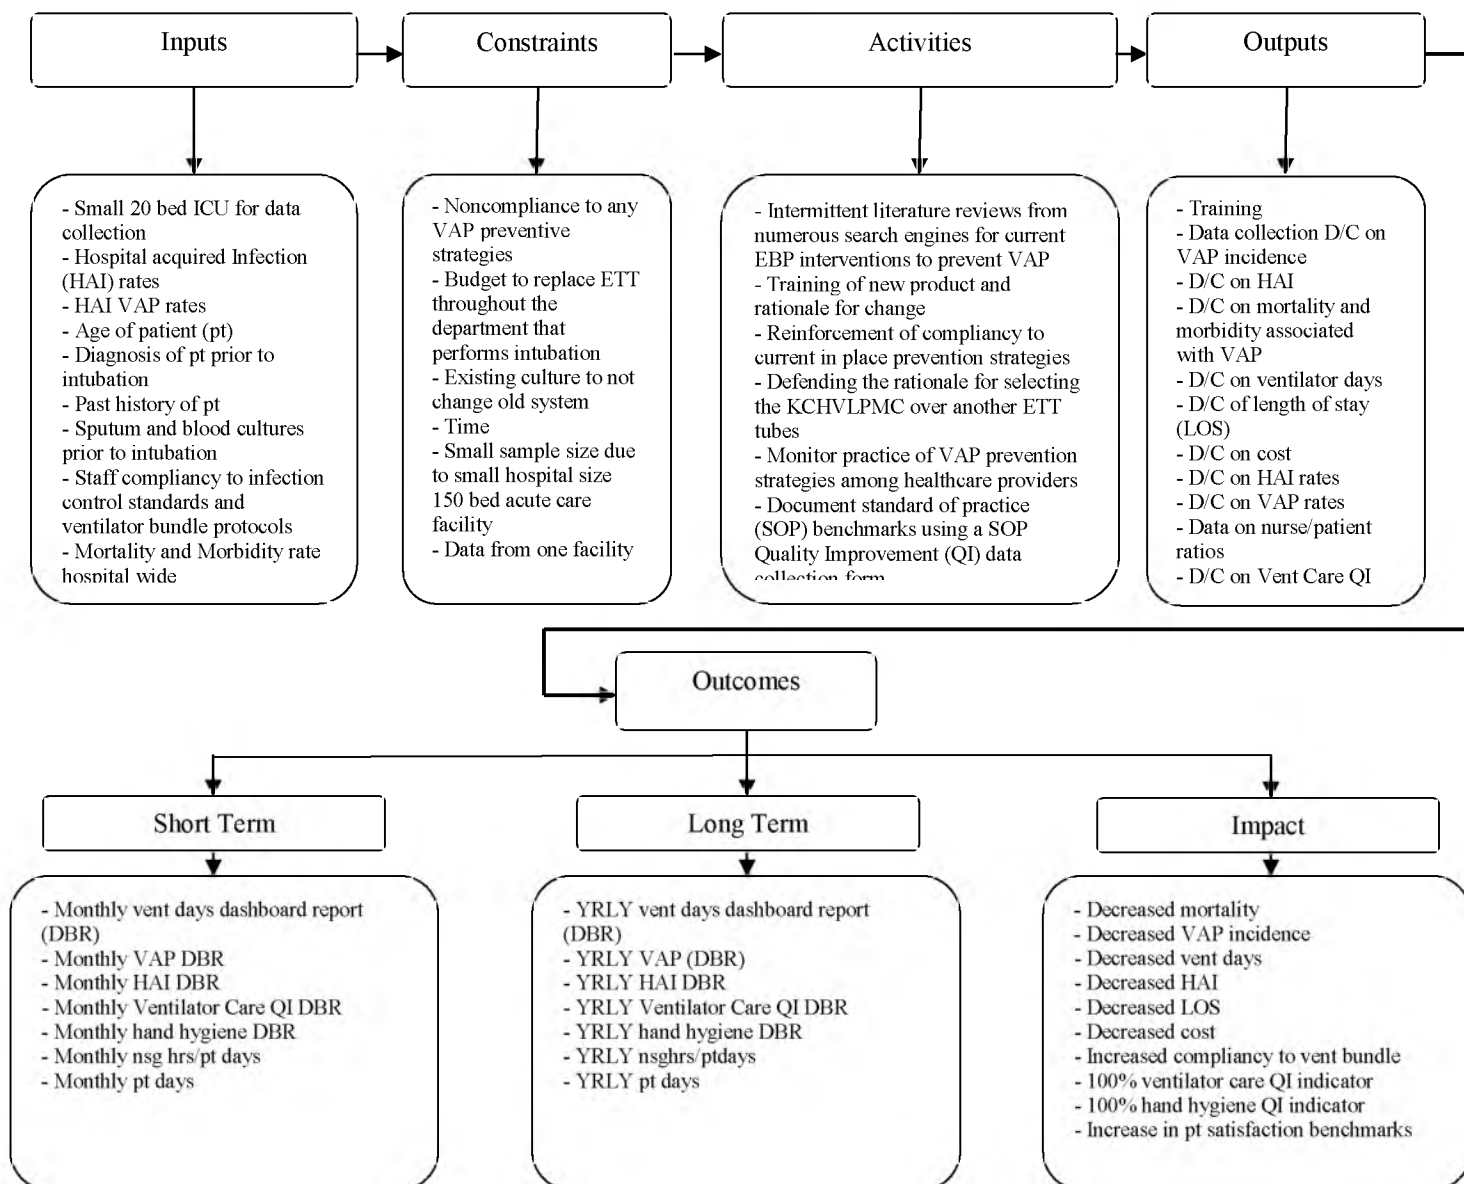 Inputs
Constraints
Activities
Outputs
- Small 20 bed ICU for data
collection
- Hospital acquired Infection
(HAI) rates
- HAI VAP rates
- Age of patient (pt)
- Diagnosis of pt prior to
intubation
- Past history of pt
- Sputum and blood cultures
prior to intubation
- Staff compliancy to infection
control standards and
ventilator bundle protocols
- Mortality and Morbidity rate
hospital wide
- Noncompliance to any
VAP preventive
strategies
- Budget to replace ETT
throughout the
department that
performs intubation
- Existing culture to not
change old system
- Time
- Small sample size due
to small hospital size
150 bed acute care
facility
- Data from one facility
- Intermittent literature reviews from
numerous search engines for current
EBP interventions to prevent VAP
- Training of new product and
rationale for change
- Reinforcement of compliancy to
current in place prevention strategies
- Defending the rationale for selecting
the KCHVLPMC over another ETT
tubes
- Monitor practice of VAP prevention
strategies among healthcare providers
- Document standard of practice
(SOP) benchmarks using a SOP
Quality Improvement (QI) data
collection form
- Training
- Data collection D/C on
VAP incidence
- D/C on HAI
- D/C on mortality and
morbidity associated
with VAP
- D/C on ventilator days
- D/C of length of stay
(LOS)
- D/C on cost
- D/C on HAI rates
- D/C on VAP rates
- Data on nurse/patient
ratios
- D/C on Vent Care QI
Outcomes
Short Term
Long Term
Impact
- Monthly vent days dashboard report
(DBR)
- Monthly VAP DBR
- Monthly HAI DBR
- Monthly Ventilator Care QI DBR
- Monthly hand hygiene DBR
- Monthly nsg hrs/pt days
- Monthly pt days
- YRLY vent days dashboard report
(DBR)
- YRLY VAP (DBR)
- YRLY HAI DBR
- YRLY Ventilator Care QI DBR
- YRLY hand hygiene DBR
- YRLY nsghrs/ptdays
- YRLY pt days
- Decreased mortality
- Decreased VAP incidence
- Decreased vent days
- Decreased HAI
- Decreased LOS
- Decreased cost
- Increased compliancy to vent bundle
- 100% ventilator care QI indicator
- 100% hand hygiene QI indicator
- Increase in pt satisfaction benchmarks